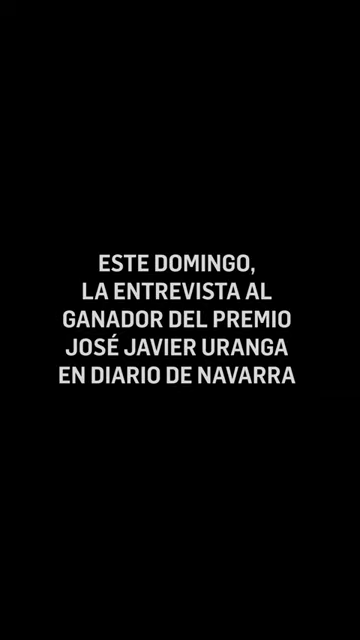 ESTE DOMINGO,
LA ENTREVISTA AL
GANADOR DEL PREMIO
JOSÉ JAVIER URANGA
EN DIARIO DE NAVARRA